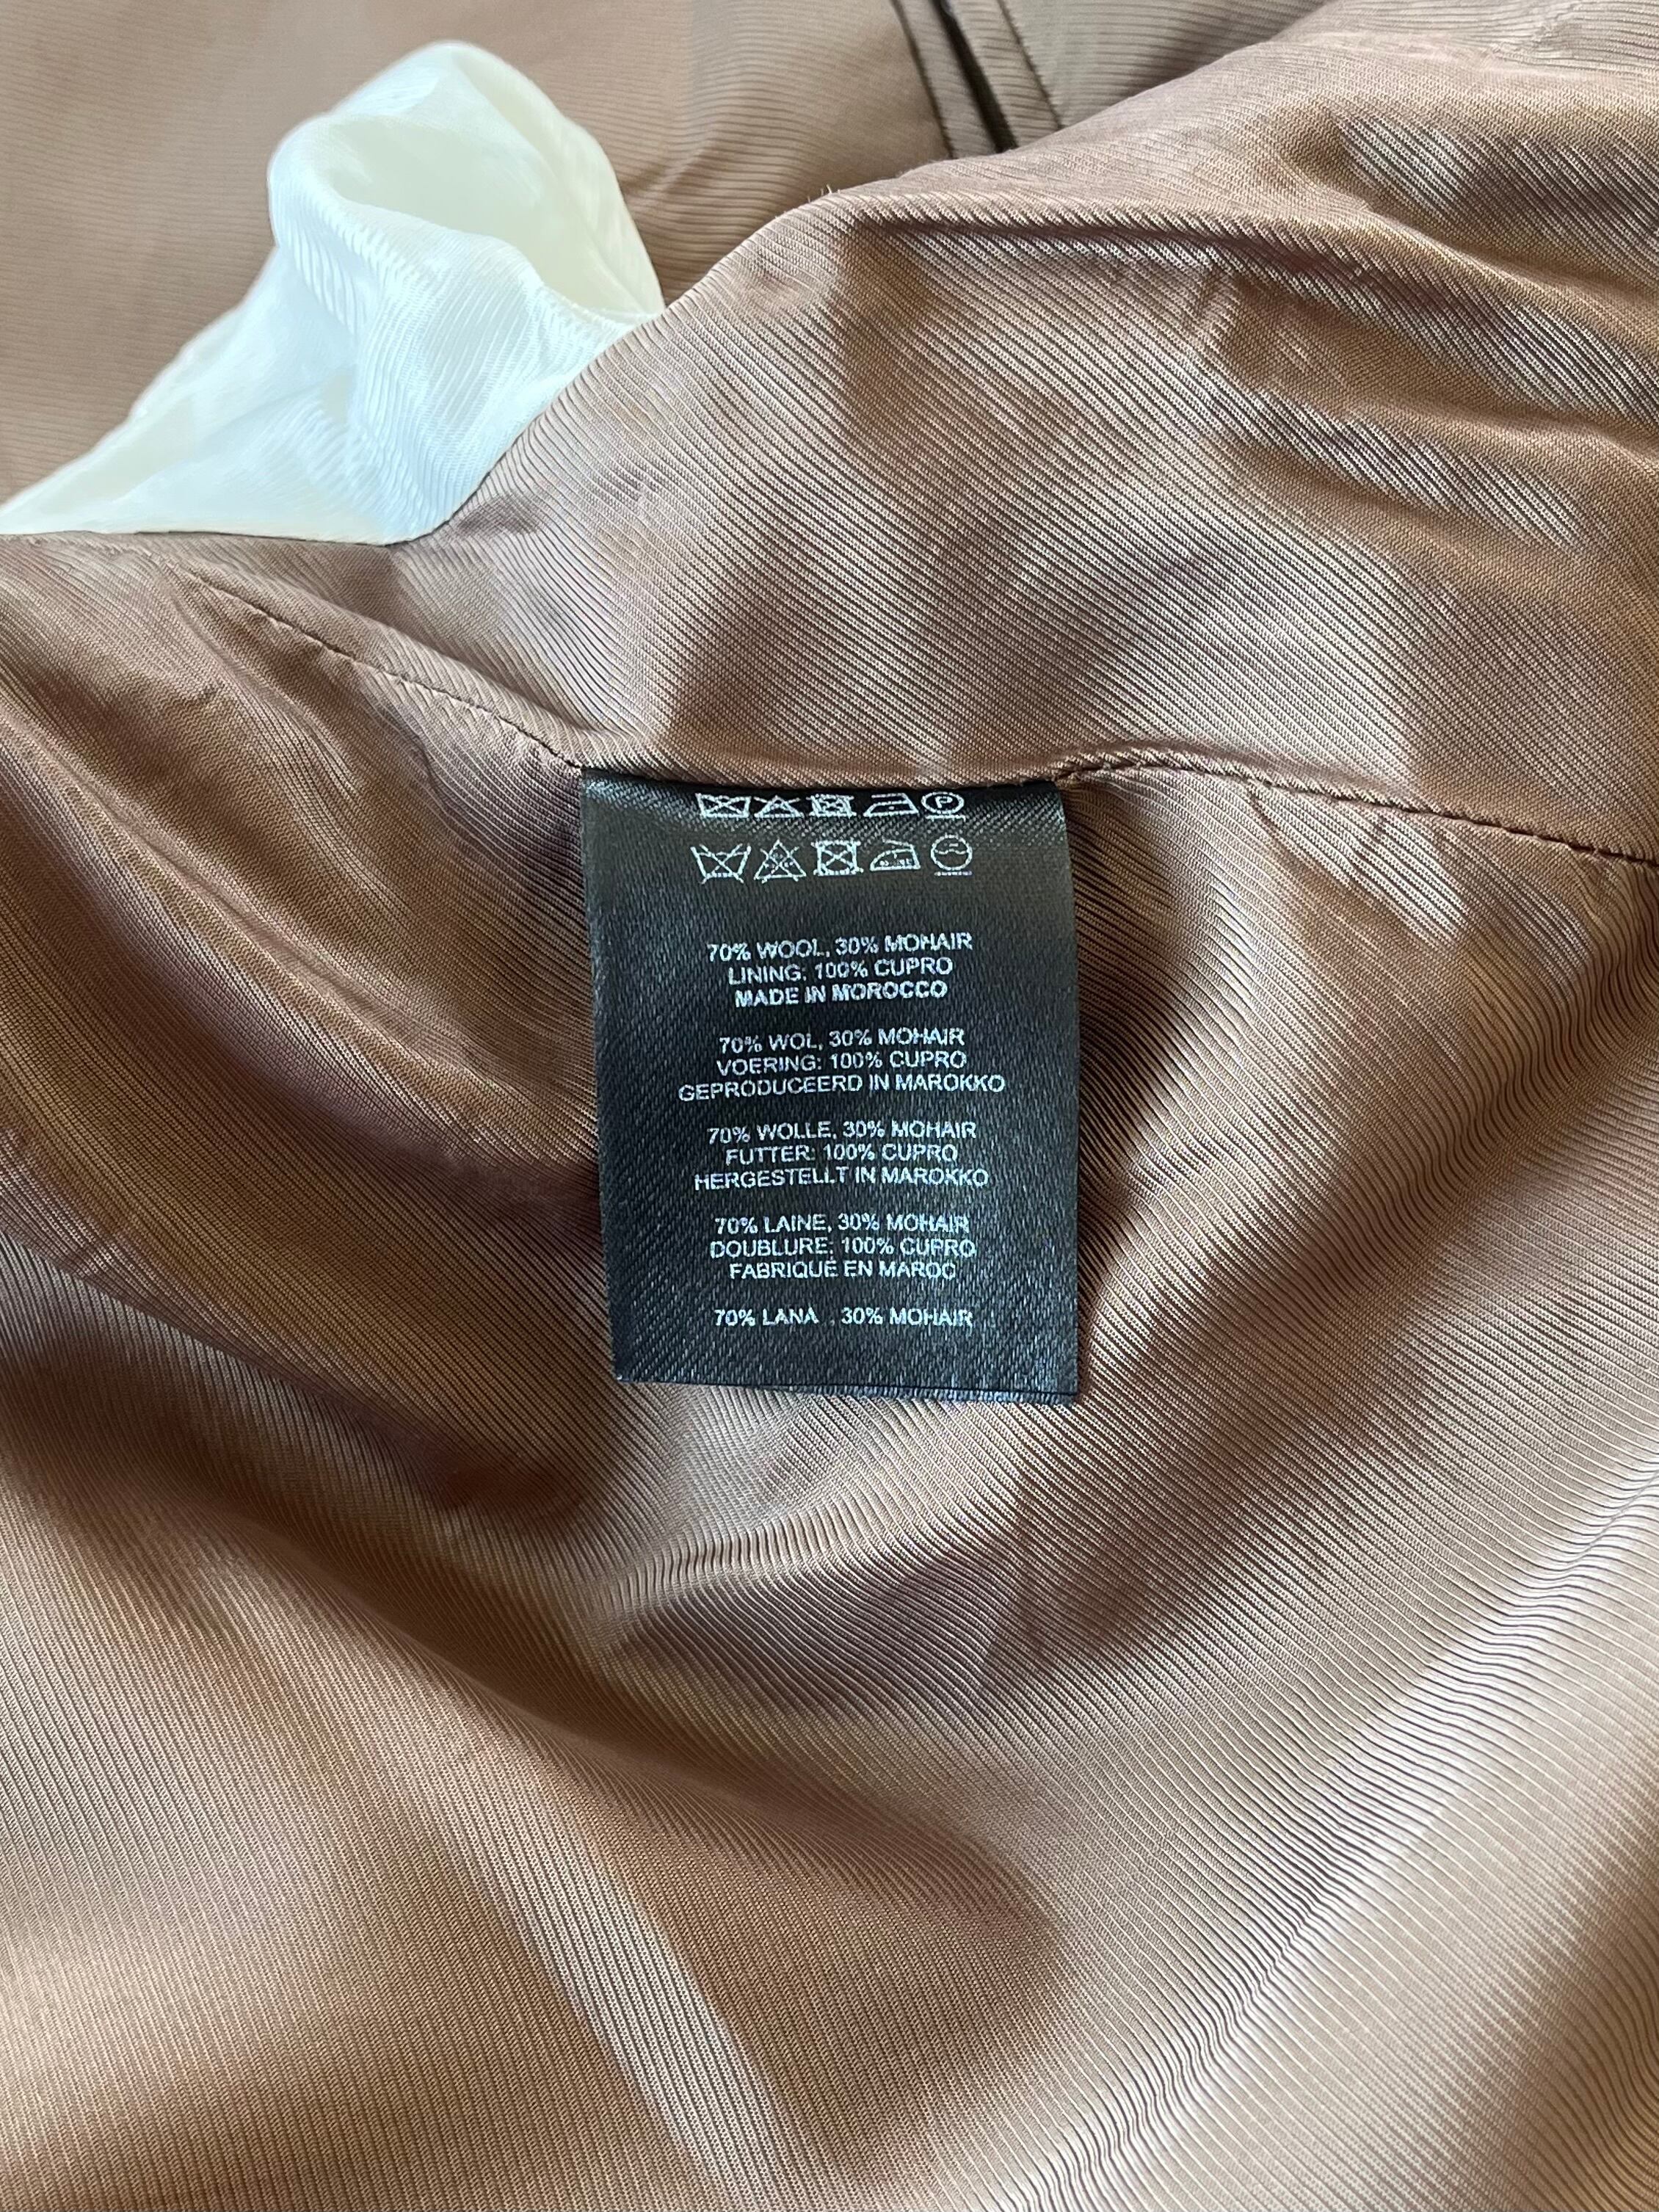 P
70% WOOL, 30% MOHAIR
LINING: 100% CUPRO
MADE IN MOROCCO
70% WOL, 30% MOHAIR
VOERING: 100% CUPRO
GEPRODUCEERD IN MAROKKO
70% WOLLE, 30% MOHAIR
FUTTER: 100% CUPRO
HERGESTELLT IN MAROKKO
70% LAINE, 30% MOHAIR
DOUBLURE: 100% CUPRO
FABRIQUÉ EN MAROC
70% LANA , 30% MOHAIR